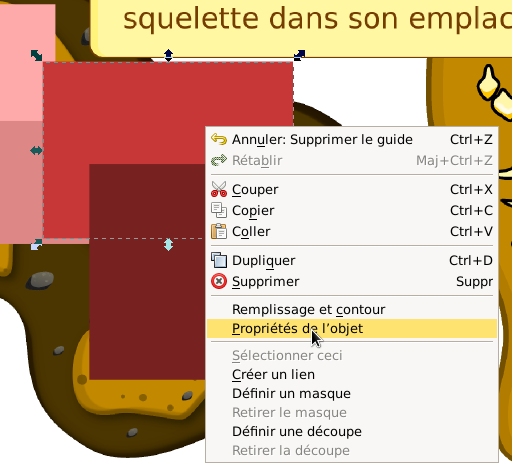 squelette dans son emplac
Annuler: Supprimer le guide Ctrl+Z
Rétablir Maj+Ctrl+Z
Couper Ctrl+X
Copier Ctrl+C
Coller Ctrl+V
Dupliquer Ctrl+D
Supprimer Suppr
Remplissage et contour
Propriétés de l’objet
Sélectionner ceci
Créer un lien
Définir un masque
Retirer le masque
Définir une découpe
Retirer la découpe